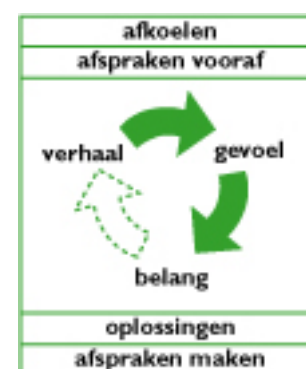 afkoelen
afspraken vooraf
verhaal gevoel
belang
oplossingen
afspraken maken